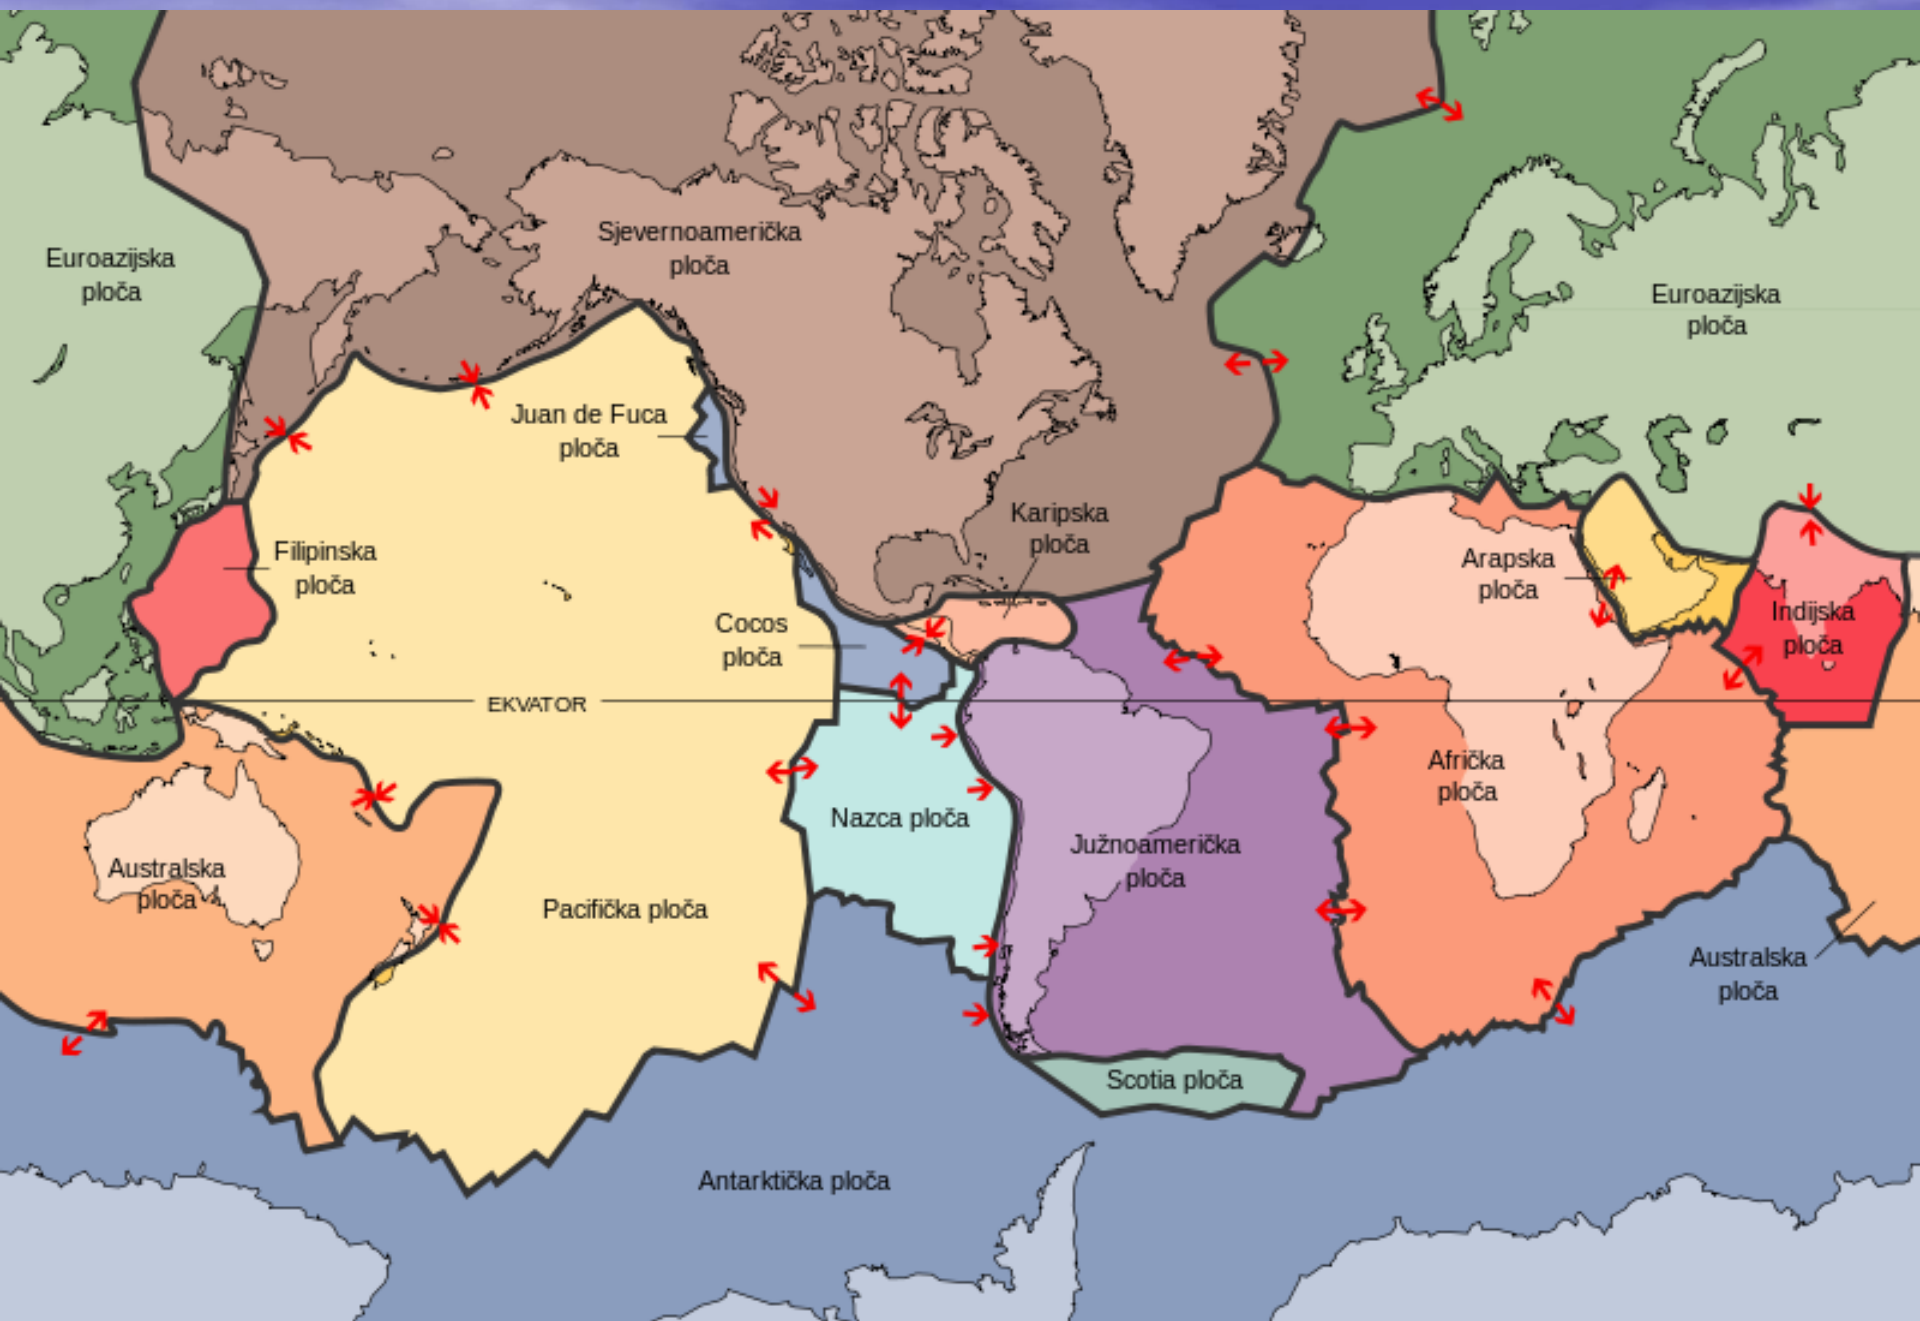 Sjevernoamerička
ploča
Euroazijska
ploča
Euroazijska
ploča
Juan de Fuca
ploča
Karipska
ploča
Filipinska
ploča
Arapska
ploča
Indijska
ploča
Cocos
ploča
EKVATOR
Afrička
ploča
Nazca ploča
Južnoamerička
ploča
Australska
ploča
Pacifička ploča
Australska
ploča
Scotia ploča
Antarktička ploča